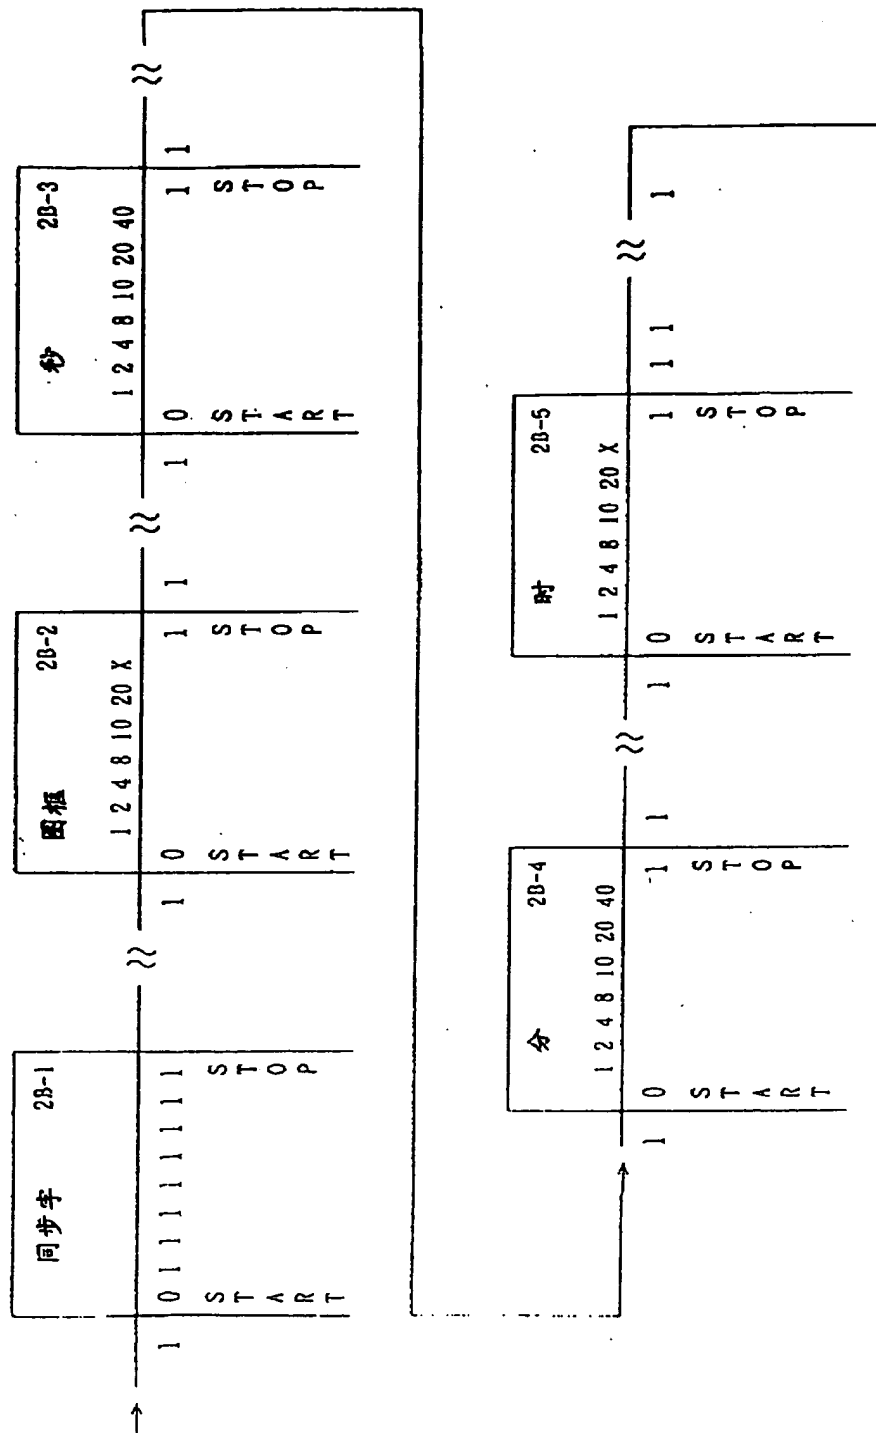 同步字 2B-1 图框 2B-2 秒 2B-3
1 2 4 8 10 20 X 1 2 4 8 10 20 40
1 0 1 1 1 1 1 1 1 1 1 0 1 1 1 0 1 1
START STOP START STOP START STOP
分 2B-4 时 2B-5
1 2 4 8 10 20 40 1 2 4 8 10 20 X
1 0 1 1 1 0 1 1 1 1
START STOP START STOP